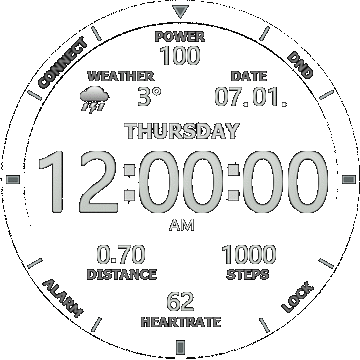 POWER
100
CONNECT
DND
WEATHER
DATE
3°
07.01.
THURSDAY
12:00:00
AM
0.70
1000
DISTANCE
STEPS
ALARM
62
LOCK
HEARTRATE